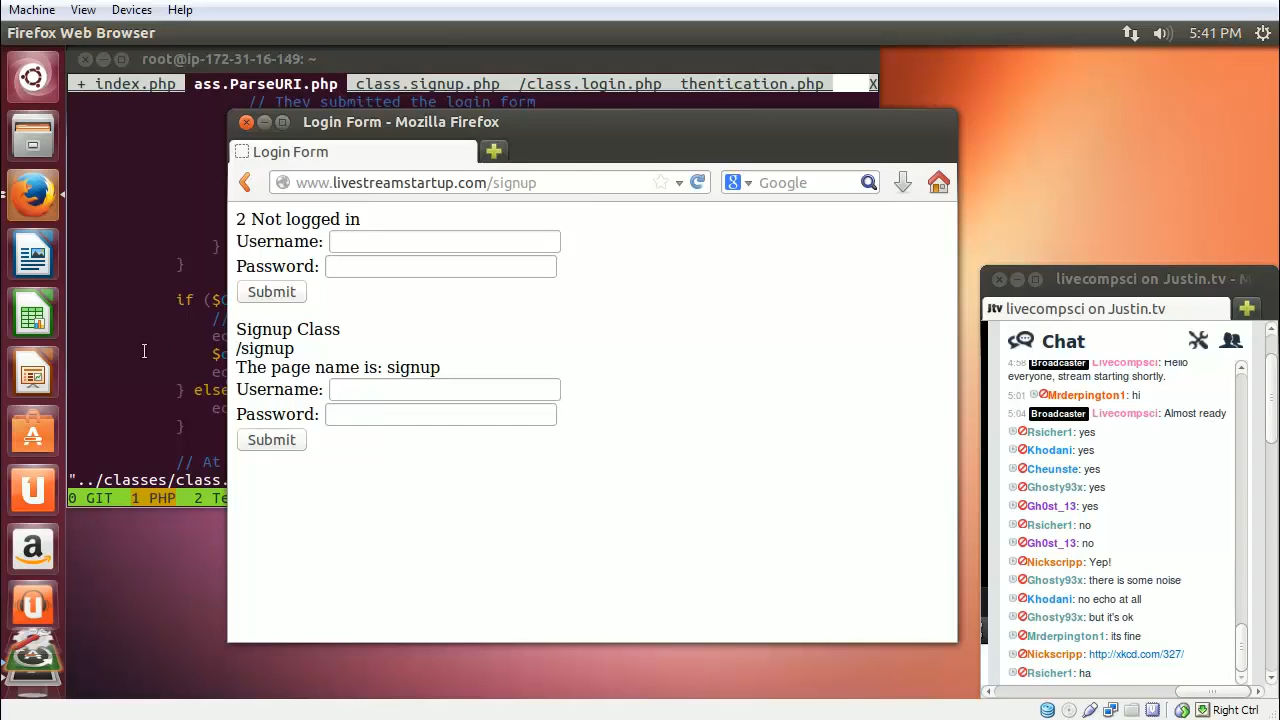 Machine View Devices Help
Firefox Web Browser
5:41 PM
root@ip-172-31-16-149: ~
+ index.php ass.ParseURI.php class.signup.php /class.login.php thentication.php X
// They submitted the login form
}
}
if ($
//
$
} else
}
// At
"../classes/class.
0 GIT 1 PHP 2 Te
Login Form - Mozilla Firefox
Login Form
www.livestreamstartup.com/signup
Google
2 Not logged in
Username:
Password:
Submit
Signup Class
/signup
The page name is: signup
Username:
Password:
Submit
livecompsci on Justin.tv - M
jtv livecompsci on Justin.tv
Chat
4:58 Broadcaster Livecompsci: Hello
everyone, stream starting shortly.
5:01 Mrderpington1: hi
5:04 Broadcaster Livecompsci: Almost ready
Rsicher1: yes
Khodani: yes
Cheunste: yes
Ghosty93x: yes
Gh0st_13: yes
Rsicher1: no
Gh0st_13: no
Nickscripp: Yep!
Ghosty93x: there is some noise
Khodani: no echo at all
Ghosty93x: but it's ok
Mrderpington1: its fine
Nickscripp: http://xkcd.com/327/
Rsicher1: ha
Right Ctrl